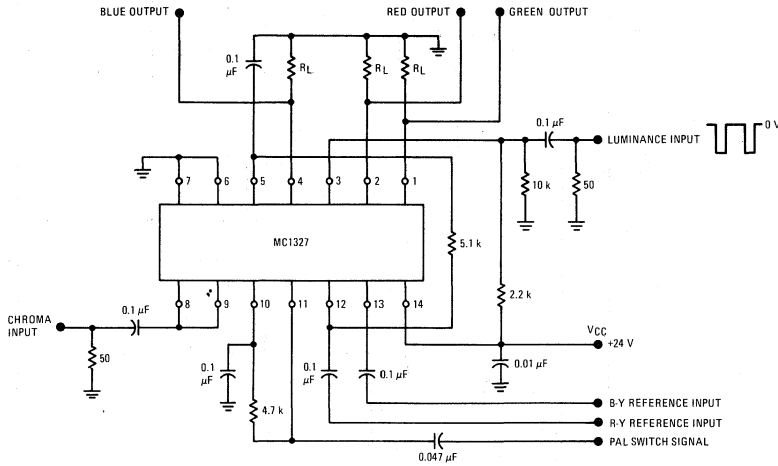 BLUE OUTPUT
RED OUTPUT
GREEN OUTPUT
0.1 μF
RL
RL
RL
0.1 μF
0 V
LUMINANCE INPUT
10 k
50
7
6
5
4
3
2
1
MC1327
5.1 k
2.2 k
8
9
10
11
12
13
14
CHROMA INPUT
0.1 μF
50
0.1 μF
4.7 k
0.1 μF
0.1 μF
VCC
+24 V
0.01 μF
B-Y REFERENCE INPUT
R-Y REFERENCE INPUT
PAL SWITCH SIGNAL
0.047 μF